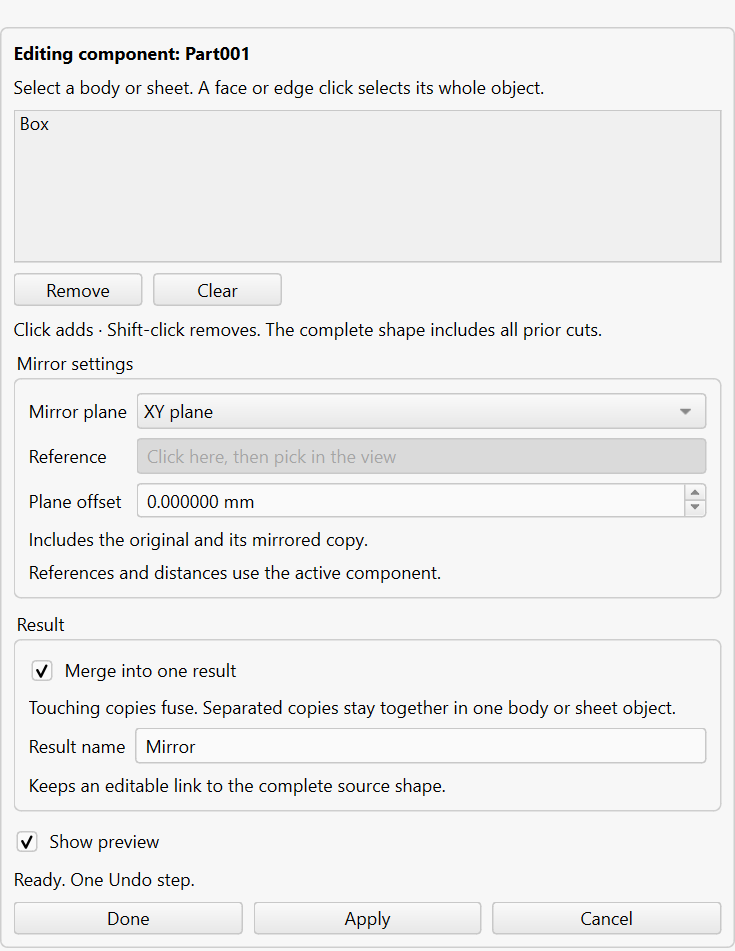 Editing component: Part001
Select a body or sheet. A face or edge click selects its whole object.
Box
Remove
Clear
Click adds · Shift-click removes. The complete shape includes all prior cuts.
Mirror settings
Mirror plane
XY plane
Reference
Click here, then pick in the view
Plane offset
0.000000 mm
Includes the original and its mirrored copy.
References and distances use the active component.
Result
Merge into one result
Touching copies fuse. Separated copies stay together in one body or sheet object.
Result name
Mirror
Keeps an editable link to the complete source shape.
Show preview
Ready. One Undo step.
Done
Apply
Cancel